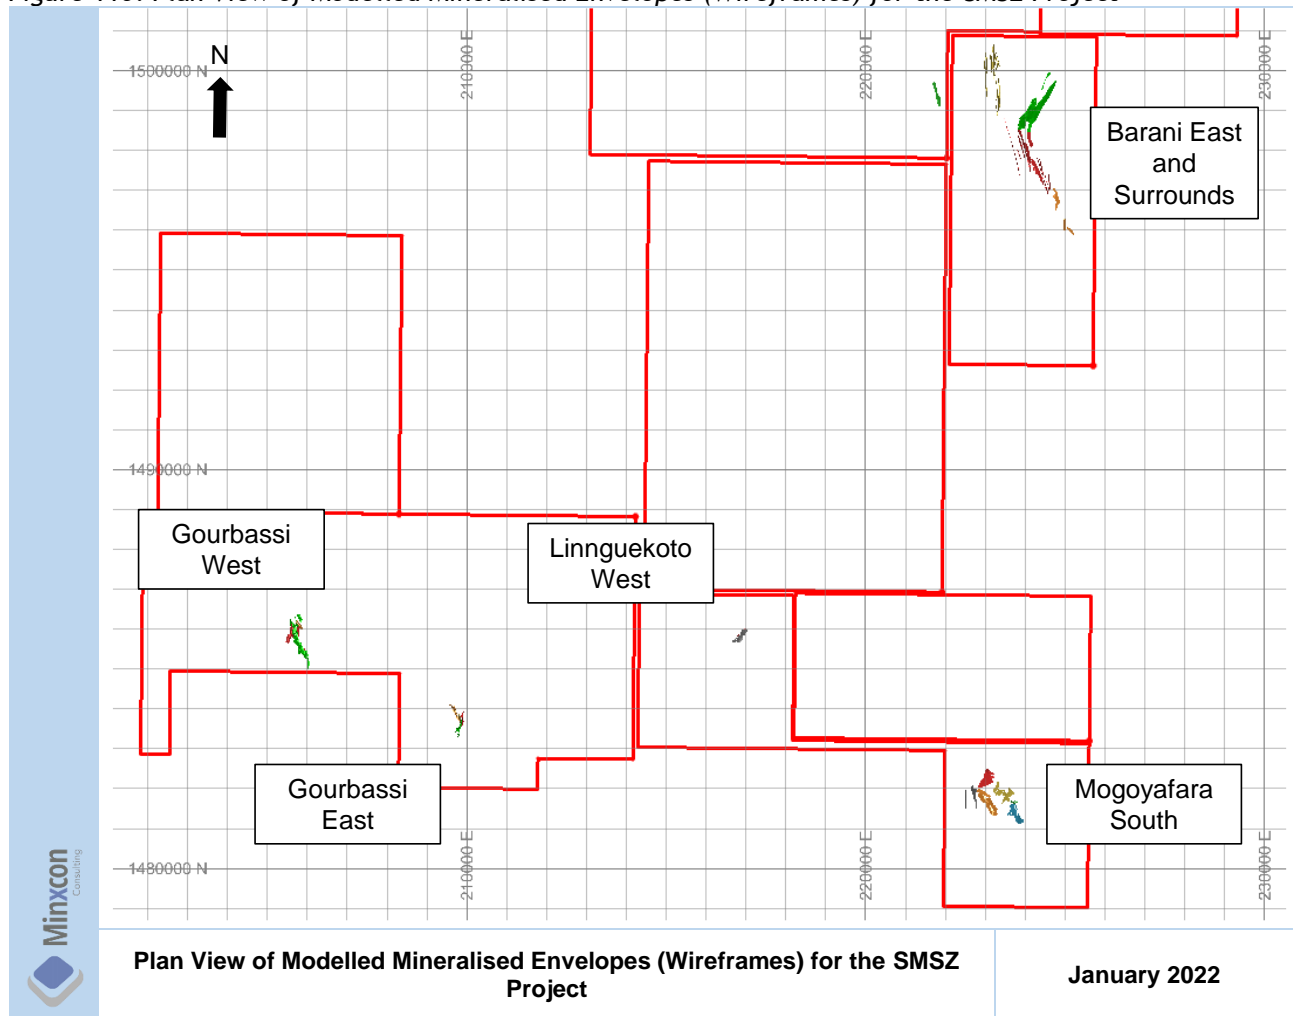 N
1500000 N
210000 E
220000 E
230000 E
Barani East
and
Surrounds
1490000 N
Gourbassi
West
Linnguekoto
West
Gourbassi
East
Mogoyafara
South
1480000 N
210000 E
220000 E
230000 E
Minxcon
Consulting
Plan View of Modelled Mineralised Envelopes (Wireframes) for the SMSZ
Project
January 2022